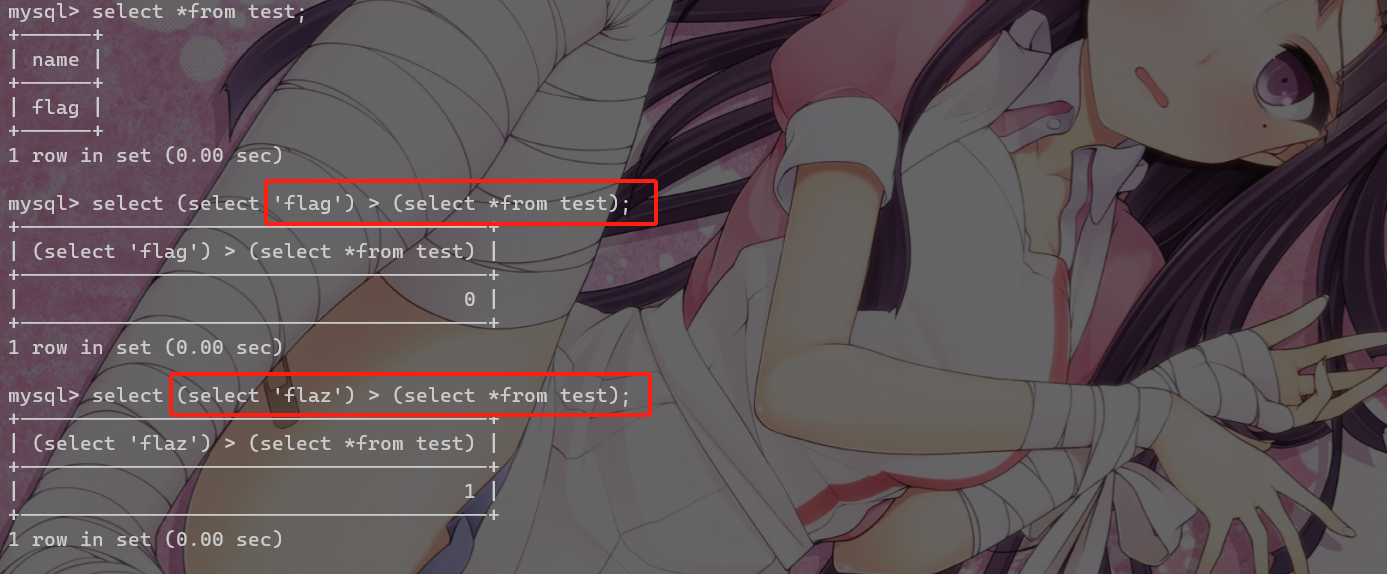 mysql> select *from test;
+------+
| name |
+------+
| flag |
+------+
1 row in set (0.00 sec)
mysql> select (select 'flag') > (select *from test);
+---------------------------------------+
| (select 'flag') > (select *from test) |
+---------------------------------------+
| 0 |
+---------------------------------------+
1 row in set (0.00 sec)
mysql> select (select 'flaz') > (select *from test);
+---------------------------------------+
| (select 'flaz') > (select *from test) |
+---------------------------------------+
| 1 |
+---------------------------------------+
1 row in set (0.00 sec)